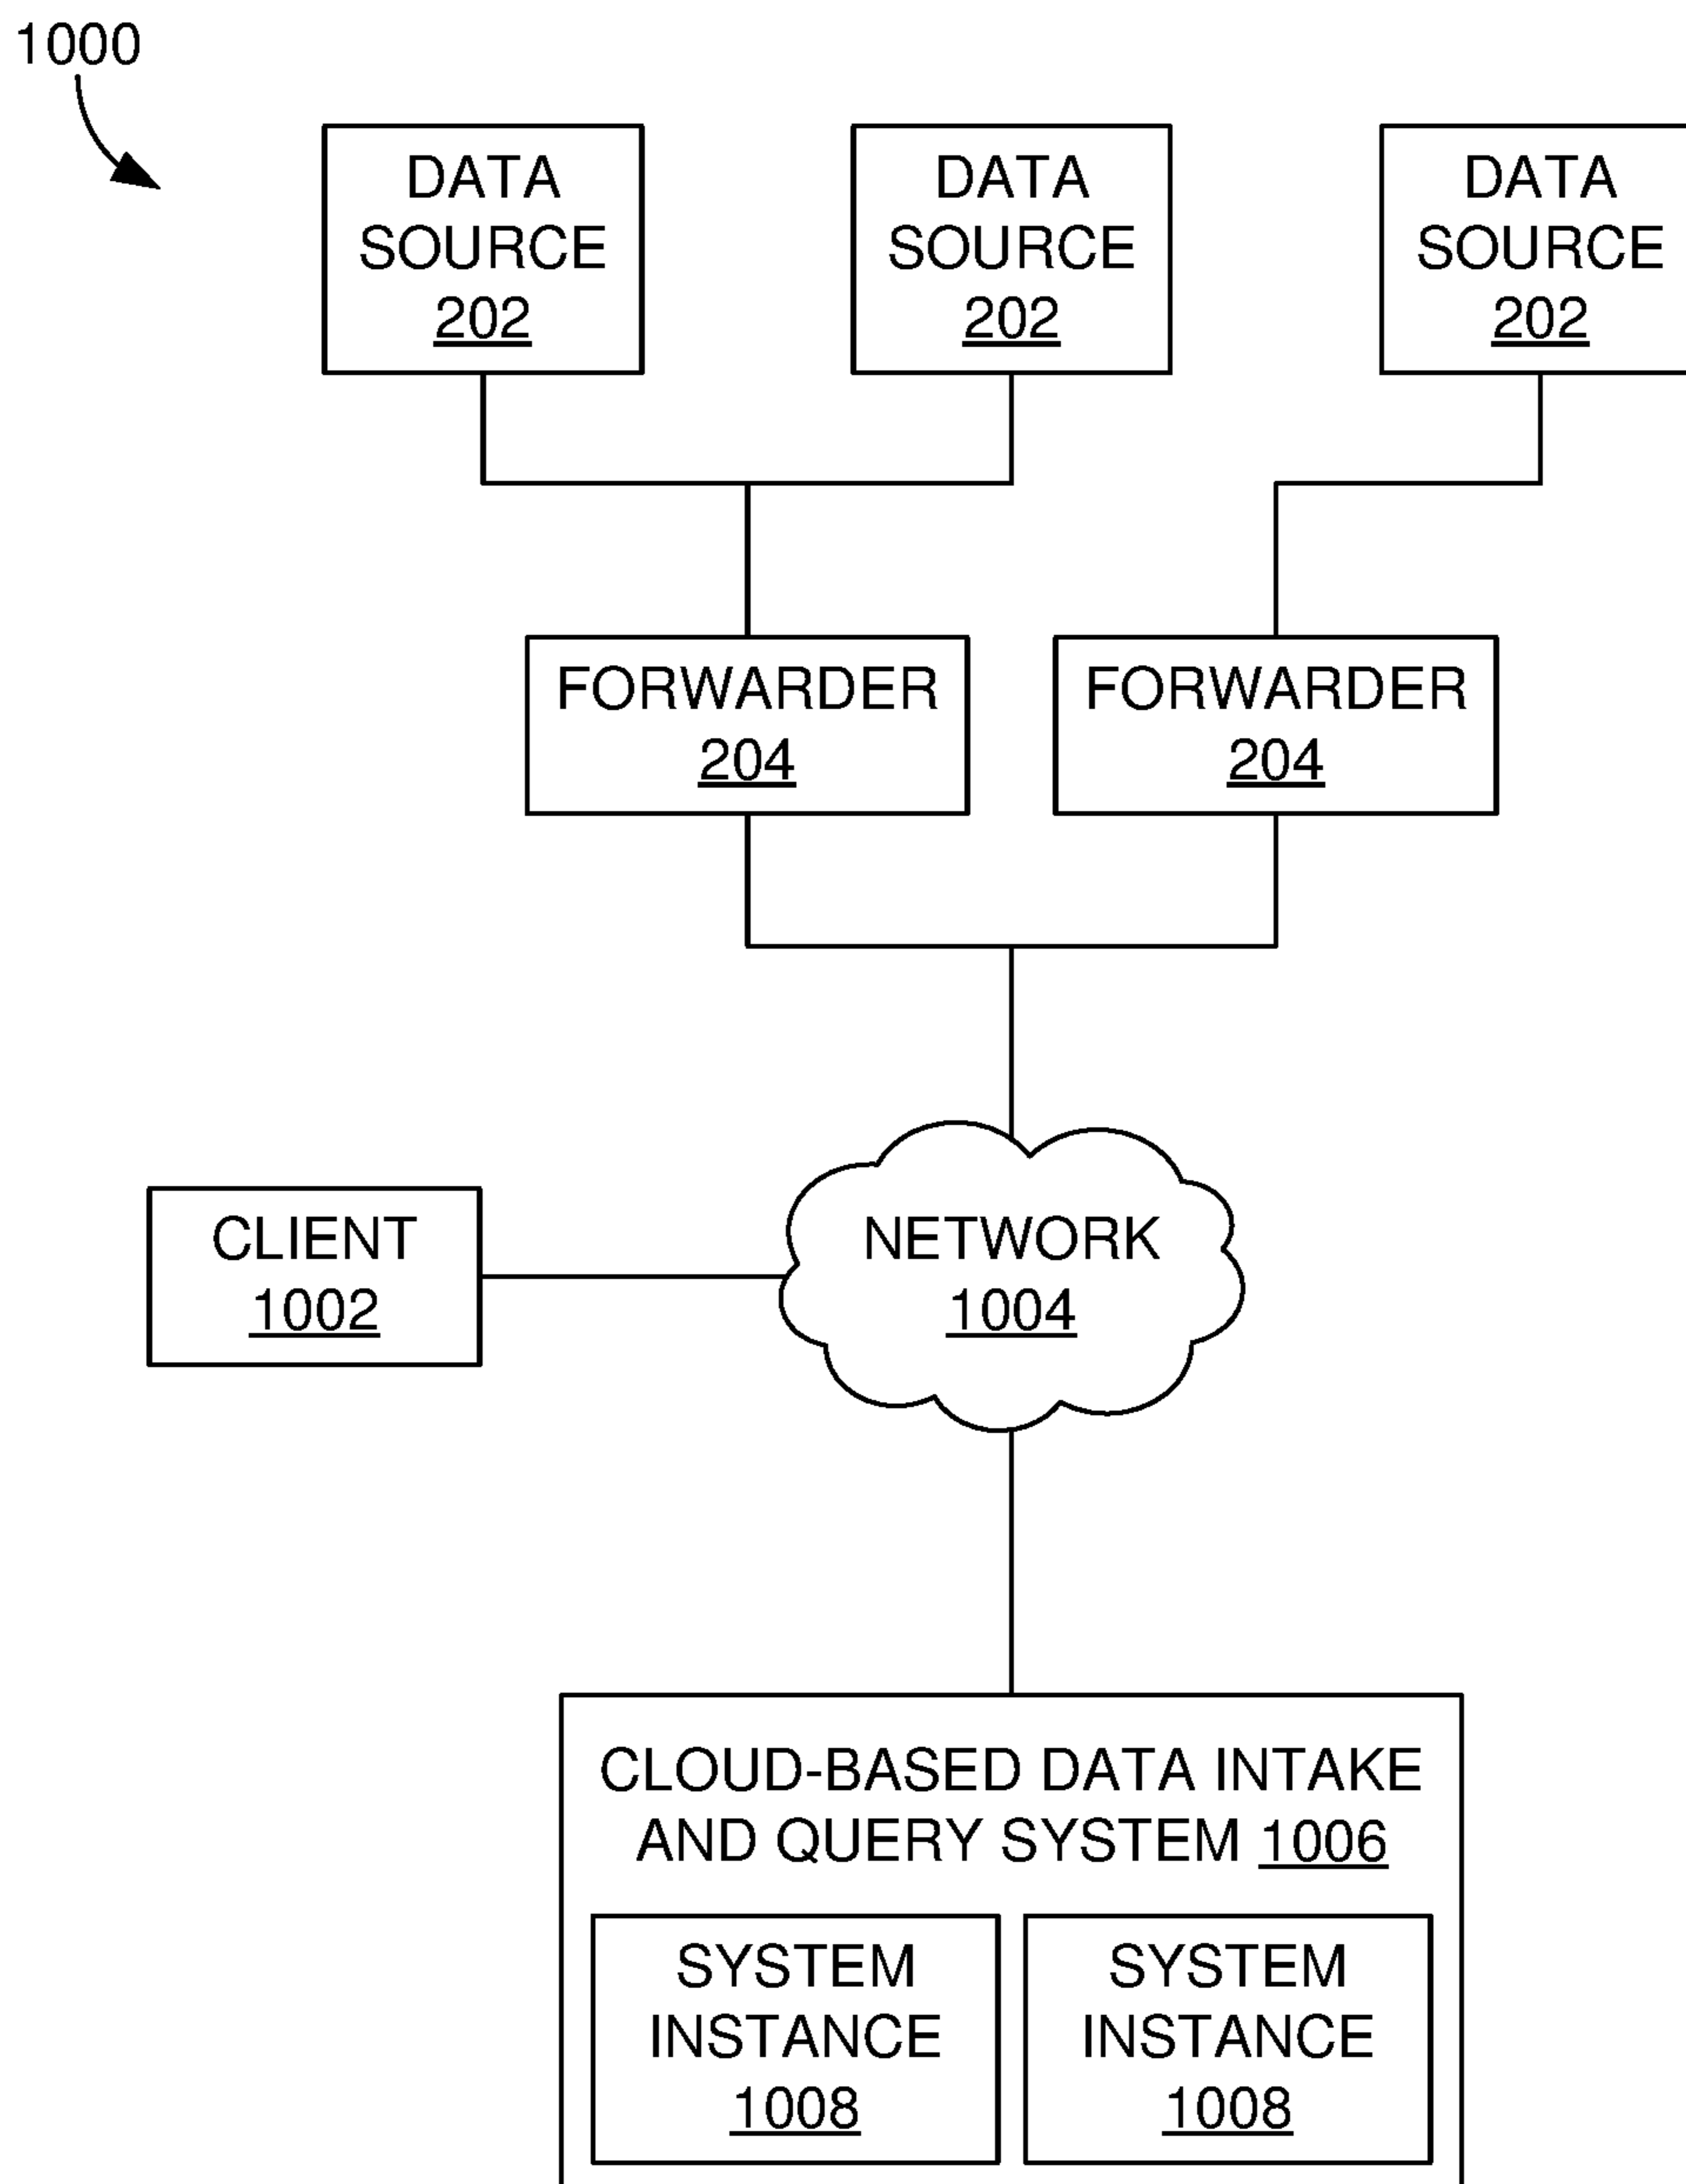 1000
DATA
SOURCE
202
DATA
SOURCE
202
DATA
SOURCE
202
FORWARDER
204
FORWARDER
204
CLIENT
1002
NETWORK
1004
CLOUD-BASED DATA INTAKE
AND QUERY SYSTEM 1006
SYSTEM
INSTANCE
1008
SYSTEM
INSTANCE
1008